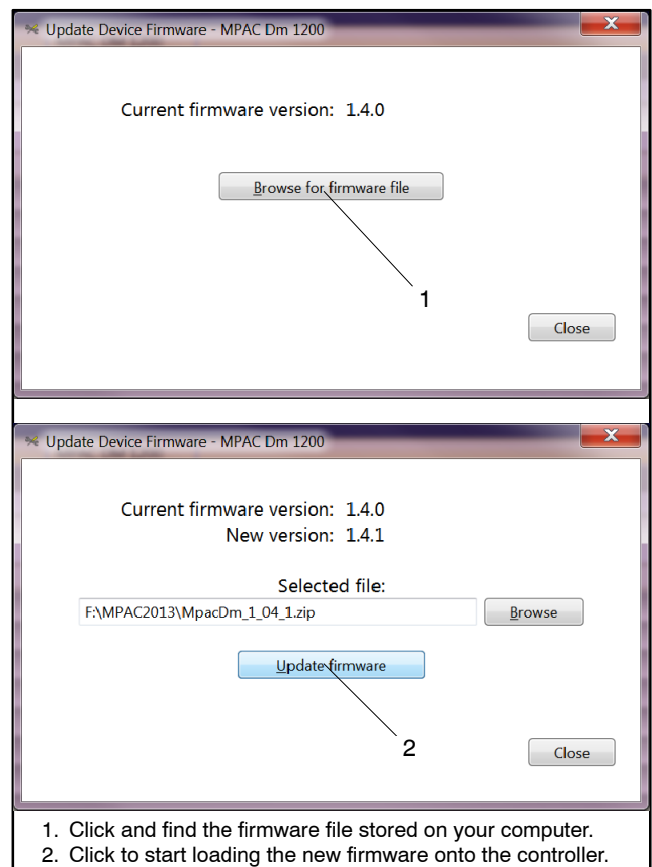 Update Device Firmware - MPAC Dm 1200
X
Current firmware version: 1.4.0
Browse for firmware file
1
Close
Update Device Firmware - MPAC Dm 1200
X
Current firmware version: 1.4.0
New version: 1.4.1
Selected file:
F:\MPAC2013\MpacDm_1_04_1.zip
Browse
Update firmware
2
Close
1. Click and find the firmware file stored on your computer.
2. Click to start loading the new firmware onto the controller.